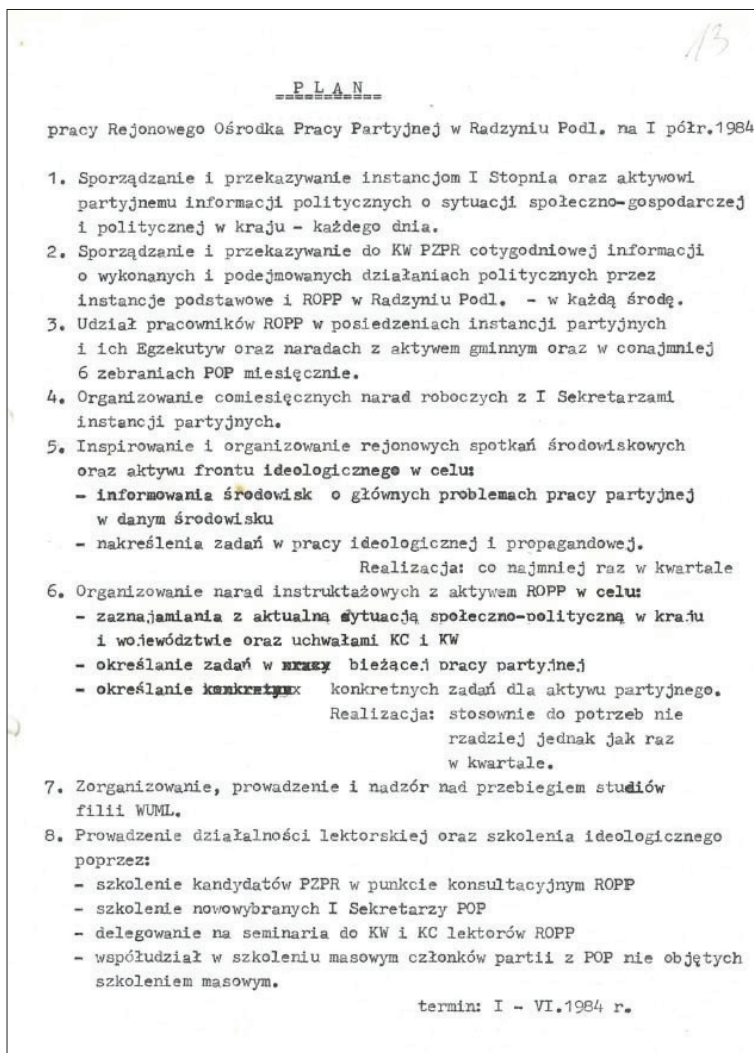 13
P L A N
pracy Rejonowego Ośrodka Pracy Partyjnej w Radzyniu Podl. na I półr.1984
1. Sporządzanie i przekazywanie instancjom I Stopnia oraz aktywowi
partyjnemu informacji politycznych o sytuacji społeczno-gospodarczej
i politycznej w kraju - każdego dnia.
2. Sporządzanie i przekazywanie do KW PZPR cotygodniowej informacji
o wykonanych i podejmowanych działaniach politycznych przez
instancje podstawowe i ROPP w Radzyniu Podl. - w każdą środę.
3. Udział pracowników ROPP w posiedzeniach instancji partyjnych
i ich Egzekutyw oraz naradach z aktywem gminnym oraz w conajmniej
6 zebraniach POP miesięcznie.
4. Organizowanie comiesięcznych narad roboczych z I Sekretarzami
instancji partyjnych.
5. Inspirowanie i organizowanie rejonowych spotkań środowiskowych
oraz aktywu frontu ideologicznego w celu:
- informowania środowisk o głównych problemach pracy partyjnej
w danym środowisku
- nakreślenia zadań w pracy ideologicznej i propagandowej.
Realizacja: co najmniej raz w kwartale
6. Organizowanie narad instruktażowych z aktywem ROPP w celu:
- zaznajamiania z aktualną sytuacją społeczno-polityczną w kraju
i województwie oraz uchwałami KC i KW
- określanie zadań w bieżącej pracy partyjnej
- określanie konkretnych zadań dla aktywu partyjnego.
Realizacja: stosownie do potrzeb nie
rzadziej jednak jak raz
w kwartale.
7. Zorganizowanie, prowadzenie i nadzór nad przebiegiem studiów
filii WUML.
8. Prowadzenie działalności lektorskiej oraz szkolenia ideologicznego
poprzez:
- szkolenie kandydatów PZPR w punkcie konsultacyjnym ROPP
- szkolenie nowowybranych I Sekretarzy POP
- delegowanie na seminaria do KW i KC lektorów ROPP
- współudział w szkoleniu masowym członków partii z POP nie objętych
szkoleniem masowym.
termin: I - VI.1984 r.